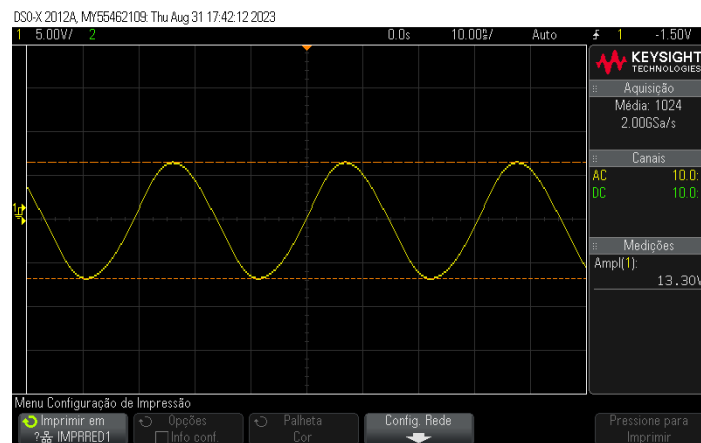 DSO-X 2012A, MY55462109: Thu Aug 31 17:42:12 2023
1 5.00V/ 2 0.0s 10.00%/ Auto 1 -1.50V
KEYSIGHT
TECHNOLOGIES
Aquisição
Média: 1024
2.00GSa/s
Canais
AC 10.0:
DC 10.0:
Medições
Ampl(1):
13.30V
1
Menu Configuração de Impressão
Imprimir em
? IMPRRED1
Opções
Info conf.
Palheta
Cor
Config. Rede
Pressione para
Imprimir